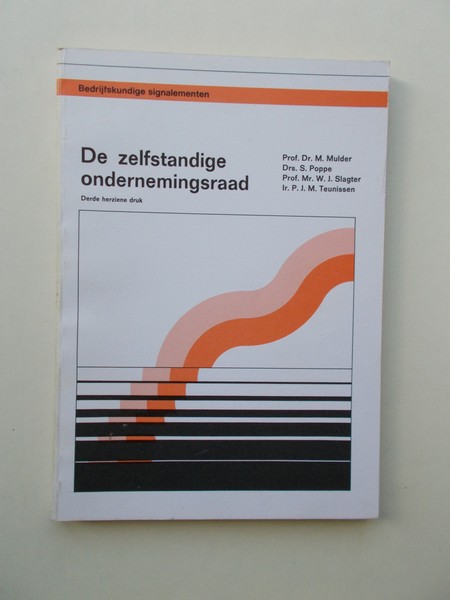 Bedrijfskundige signalementen
De zelfstandige
ondernemingsraad
Derde herziene druk
Prof. Dr. M. Mulder
Drs. S. Poppe
Prof. Mr. W. J. Slagter
Ir. P. J. M. Teunissen